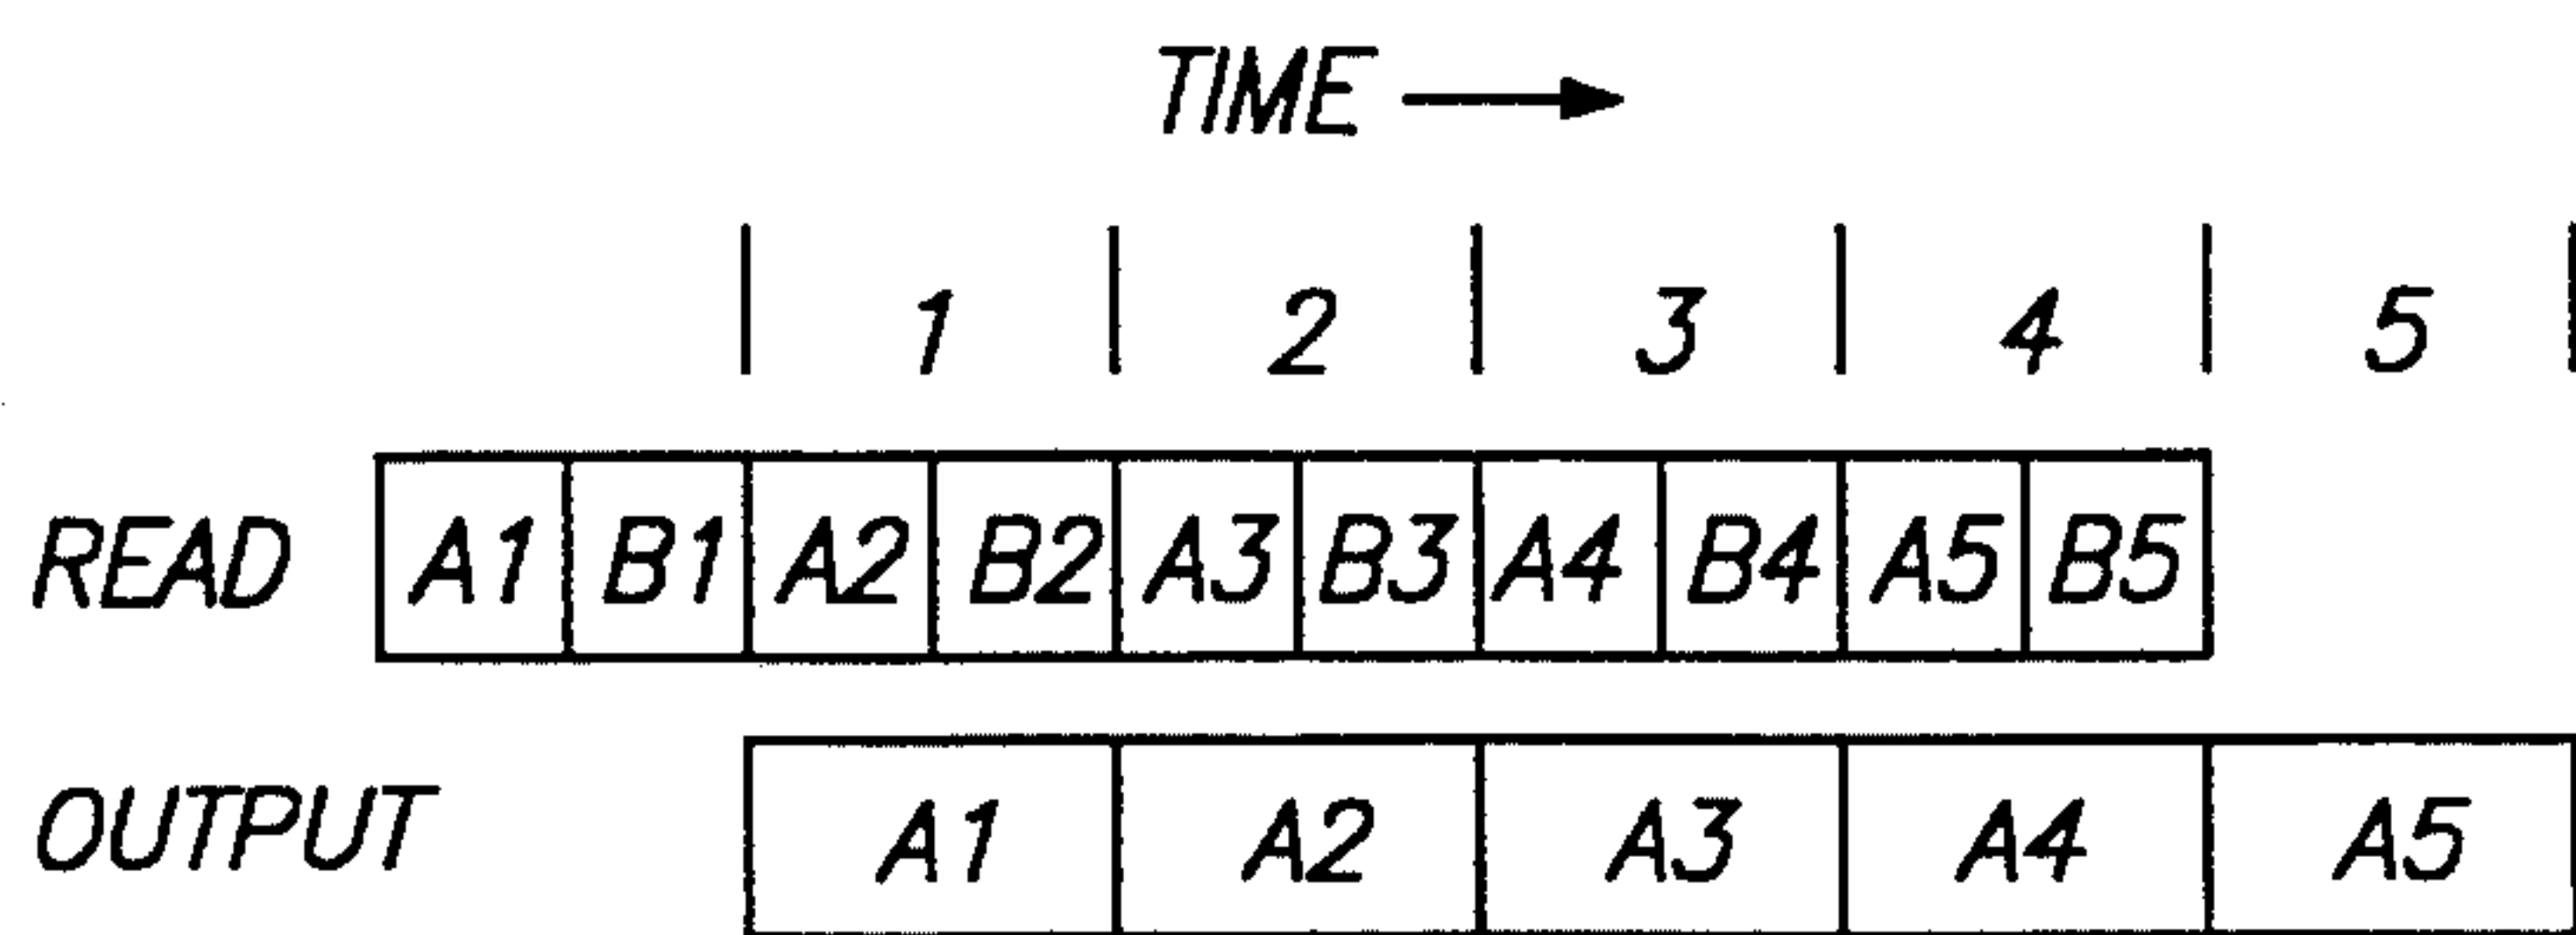 TIME
1 2 3 4 5
READ A1 B1 A2 B2 A3 B3 A4 B4 A5 B5
OUTPUT A1 A2 A3 A4 A5